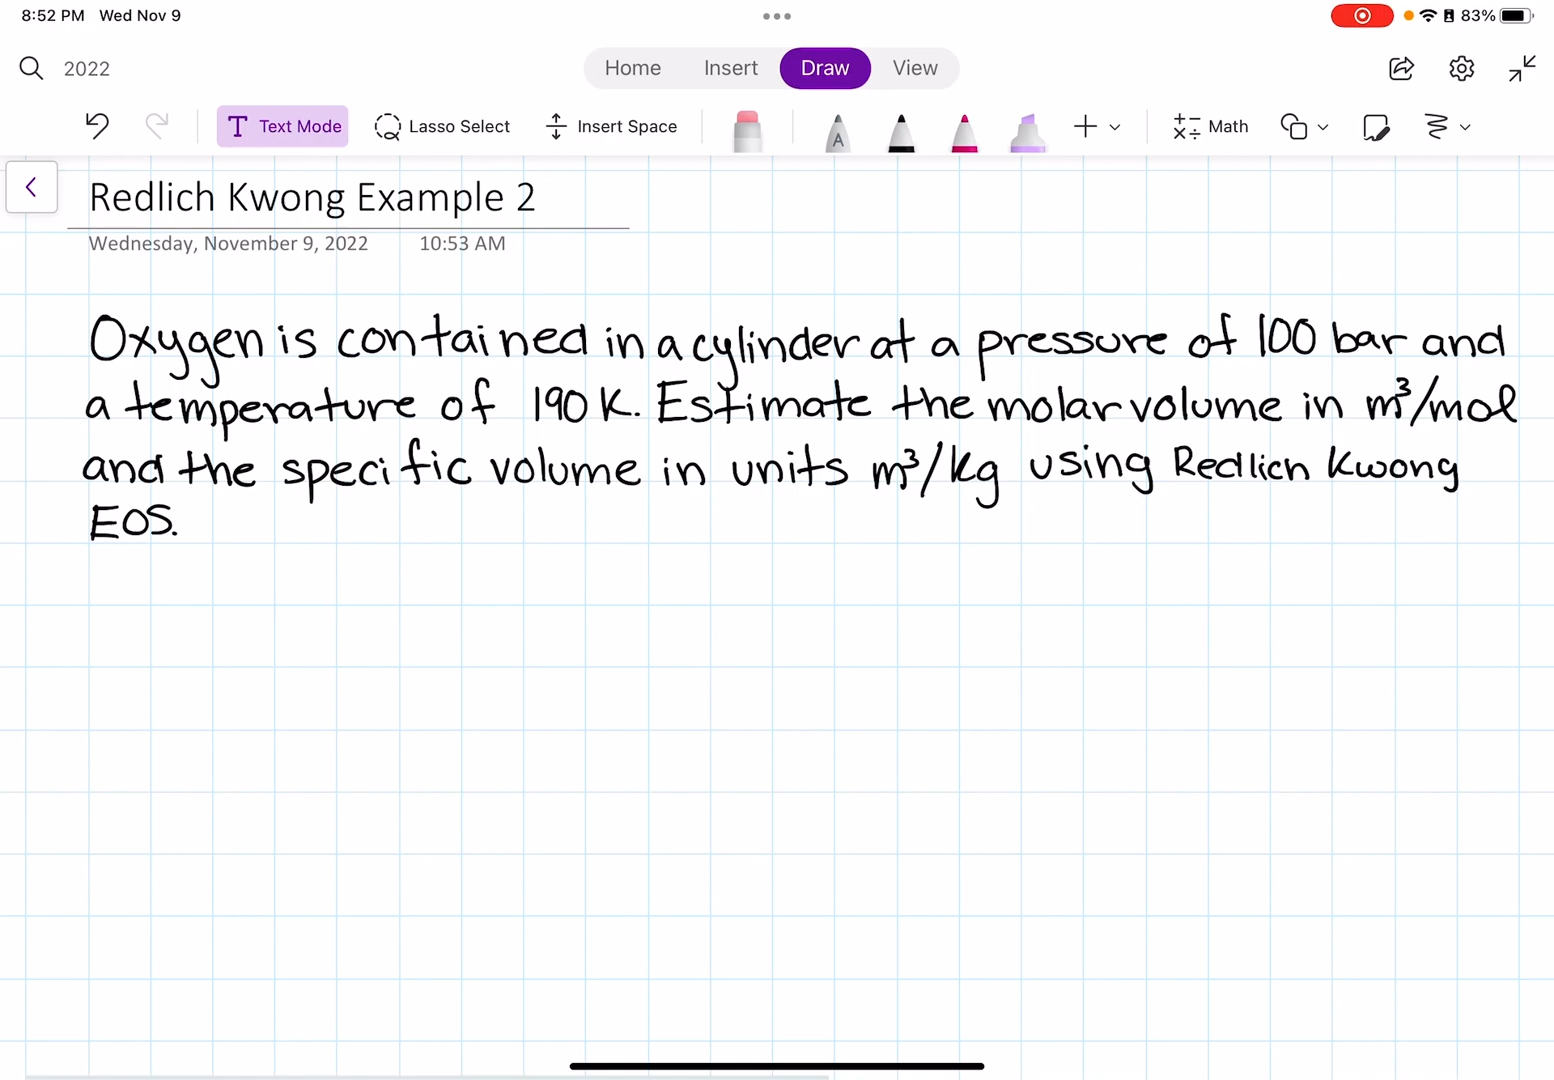 8:52 PM Wed Nov 9
83%
2022
Home Insert Draw View
Text Mode Lasso Select Insert Space A Math
Redlich Kwong Example 2
Wednesday, November 9, 2022 10:53 AM
Oxygen is contained in a cylinder at a pressure of 100 bar and
a temperature of 190 K. Estimate the molar volume in m³/mol
and the specific volume in units m³/kg using Redlich Kwong
EOS.